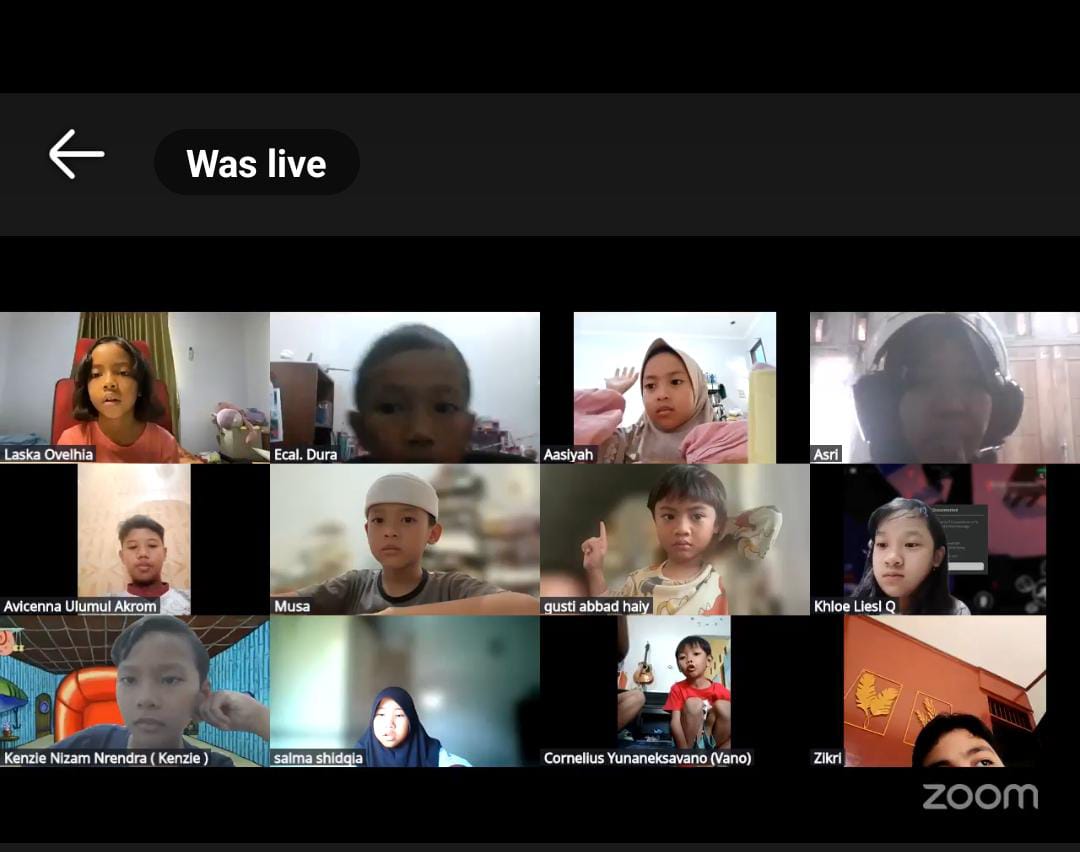 Was live
Laska Ovelhia
Ecal. Dura
Aasiyah
Asri
Avicenna Ulumul Akrom
Musa
gusti abbad haiy
Khloe Liesl Q
Kenzie Nizam Nrendra ( Kenzie )
salma shidqia
Cornelius Yunaneksavano (Vano)
Zikri
zoom